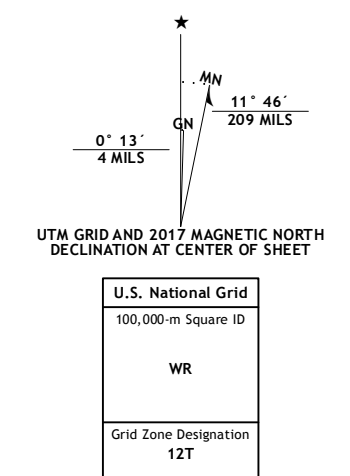 ★
MN
11° 46´
209 MILS
GN
0° 13´
4 MILS
UTM GRID AND 2017 MAGNETIC NORTH
DECLINATION AT CENTER OF SHEET
U.S. National Grid
100,000-m Square ID
WR
Grid Zone Designation
12T